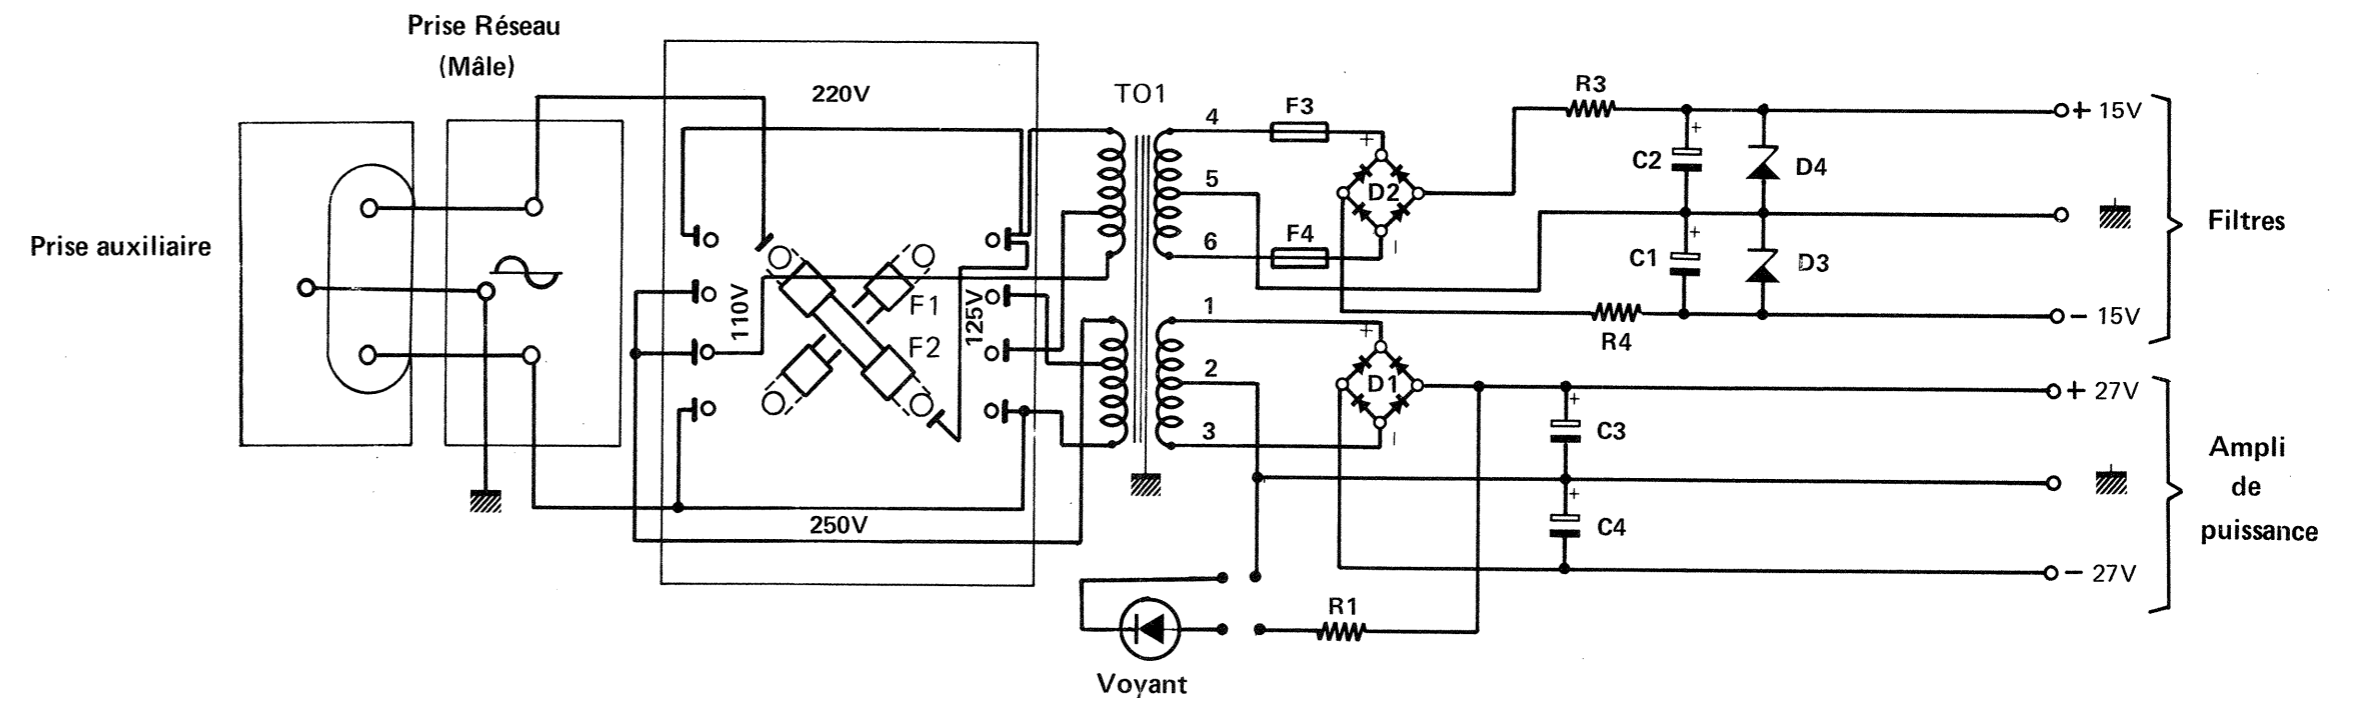 Prise Réseau
(Mâle)
Prise auxiliaire
220V
110V
125V
250V
F1
F2
TO1
4
5
6
1
2
3
F3
F4
+
D2
–
+
D1
–
R3
R4
+
C2
+
C1
D4
D3
+ 15V
– 15V
Filtres
+
C3
+
C4
+ 27V
– 27V
Ampli
de
puissance
R1
Voyant